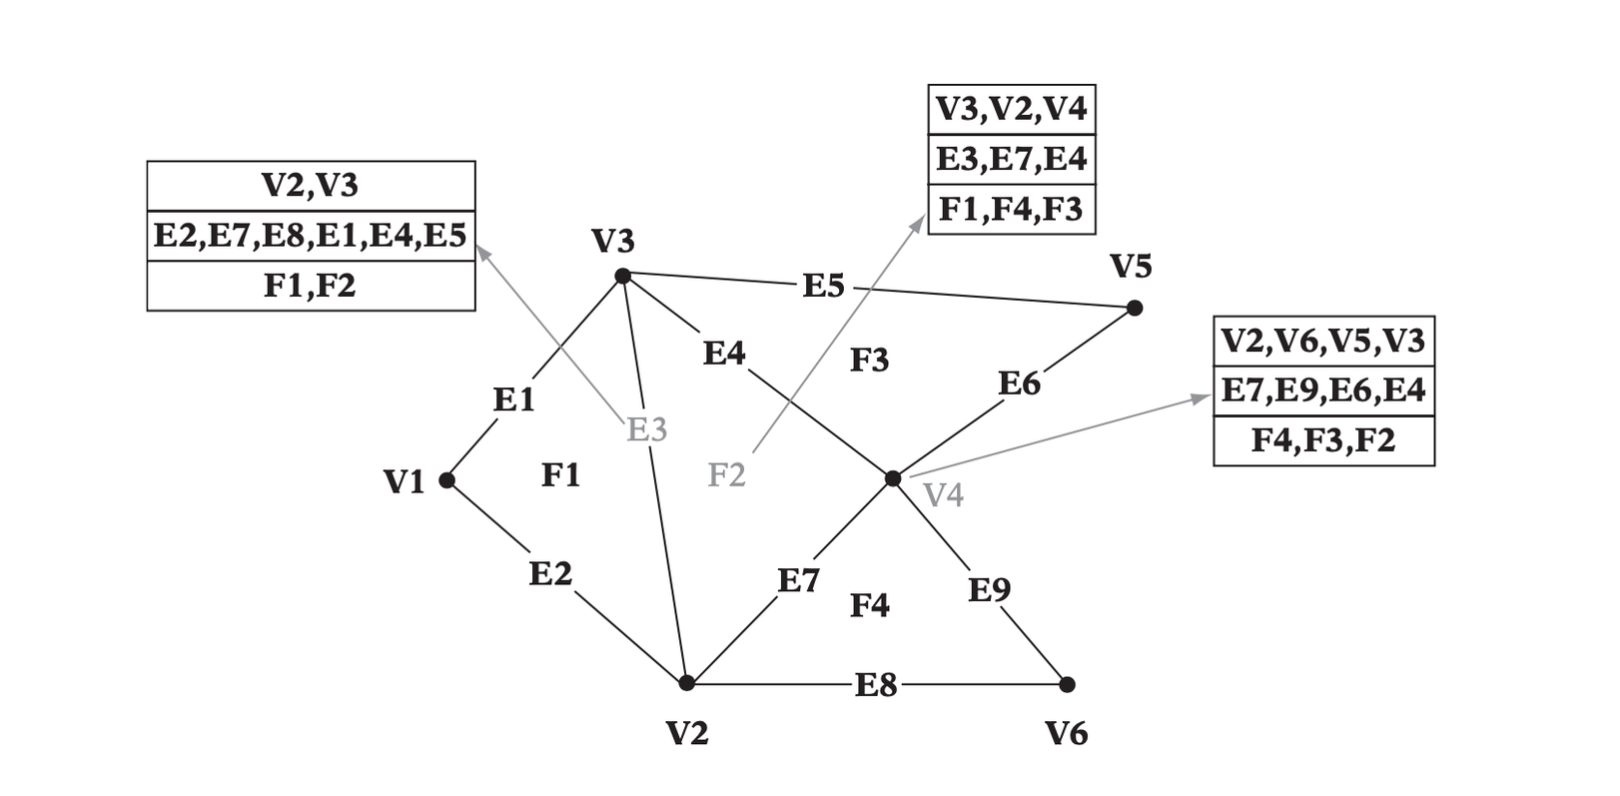 V3,V2,V4
E3,E7,E4
F1,F4,F3
V2,V3
E2,E7,E8,E1,E4,E5
F1,F2
V3
V5
E5
V2,V6,V5,V3
E7,E9,E6,E4
F4,F3,F2
E4
F3
E6
E1
E3
V1
F1
F2
V4
E2
E7
F4
E9
E8
V2
V6